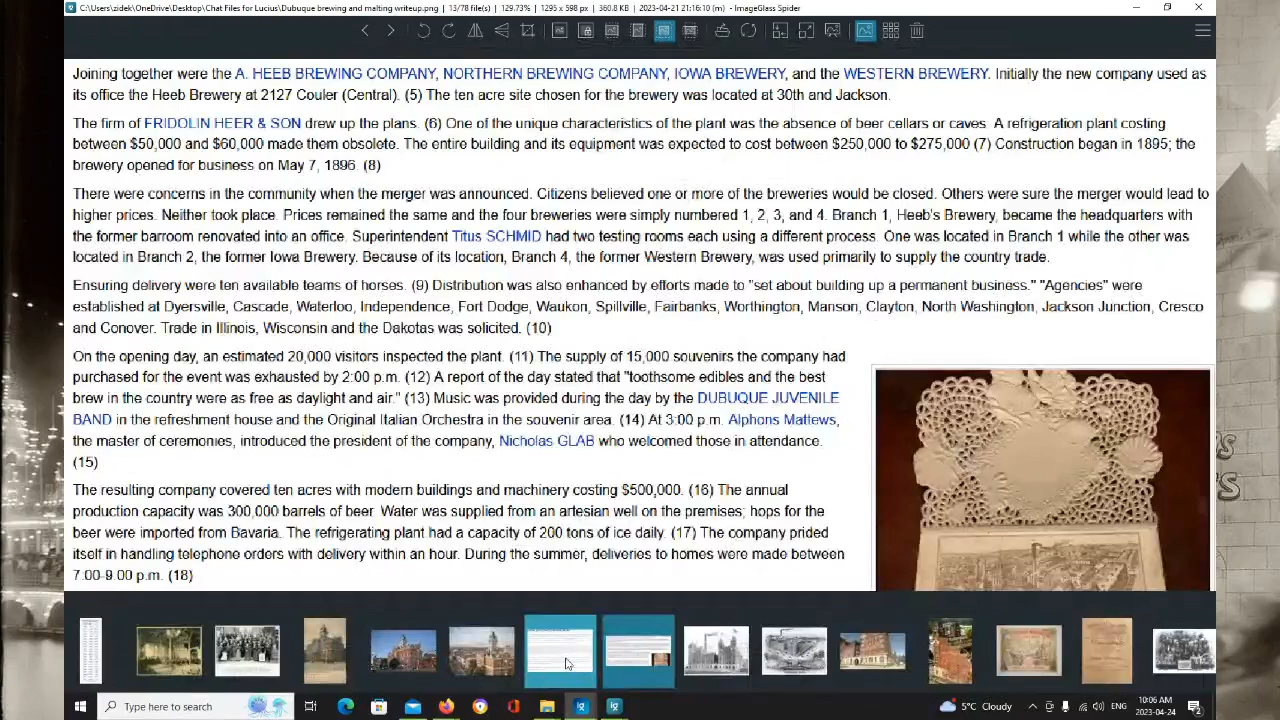 C:\Users\zidek\OneDrive\Desktop\Chat Files for Lucius\Dubuque brewing and malting writeup.png | 13/78 file(s) | 129.73% | 1295 x 598 px | 360.8 KB | 2023-04-21 21:16:10 (m) - ImageGlass Spider
Joining together were the A. HEEB BREWING COMPANY, NORTHERN BREWING COMPANY, IOWA BREWERY, and the WESTERN BREWERY. Initially the new company used as
its office the Heeb Brewery at 2127 Couler (Central). (5) The ten acre site chosen for the brewery was located at 30th and Jackson.
The firm of FRIDOLIN HEER & SON drew up the plans. (6) One of the unique characteristics of the plant was the absence of beer cellars or caves. A refrigeration plant costing
between $50,000 and $60,000 made them obsolete. The entire building and its equipment was expected to cost between $250,000 to $275,000 (7) Construction began in 1895; the
brewery opened for business on May 7, 1896. (8)
There were concerns in the community when the merger was announced. Citizens believed one or more of the breweries would be closed. Others were sure the merger would lead to
higher prices. Neither took place. Prices remained the same and the four breweries were simply numbered 1, 2, 3, and 4. Branch 1, Heeb's Brewery, became the headquarters with
the former barroom renovated into an office. Superintendent Titus SCHMID had two testing rooms each using a different process. One was located in Branch 1 while the other was
located in Branch 2, the former Iowa Brewery. Because of its location, Branch 4, the former Western Brewery, was used primarily to supply the country trade.
Ensuring delivery were ten available teams of horses. (9) Distribution was also enhanced by efforts made to "set about building up a permanent business." "Agencies" were
established at Dyersville, Cascade, Waterloo, Independence, Fort Dodge, Waukon, Spillville, Fairbanks, Worthington, Manson, Clayton, North Washington, Jackson Junction, Cresco
and Conover. Trade in Illinois, Wisconsin and the Dakotas was solicited. (10)
On the opening day, an estimated 20,000 visitors inspected the plant. (11) The supply of 15,000 souvenirs the company had
purchased for the event was exhausted by 2:00 p.m. (12) A report of the day stated that "toothsome edibles and the best
brew in the country were as free as daylight and air." (13) Music was provided during the day by the DUBUQUE JUVENILE
BAND in the refreshment house and the Original Italian Orchestra in the souvenir area. (14) At 3:00 p.m. Alphons Mattews,
the master of ceremonies, introduced the president of the company, Nicholas GLAB who welcomed those in attendance.
(15)
The resulting company covered ten acres with modern buildings and machinery costing $500,000. (16) The annual
production capacity was 300,000 barrels of beer. Water was supplied from an artesian well on the premises; hops for the
beer were imported from Bavaria. The refrigerating plant had a capacity of 200 tons of ice daily. (17) The company prided
itself in handling telephone orders with delivery within an hour. During the summer, deliveries to homes were made between
7:00-9:00 p.m. (18)
Type here to search
5°C Cloudy
ENG
10:06 AM
2023-04-24